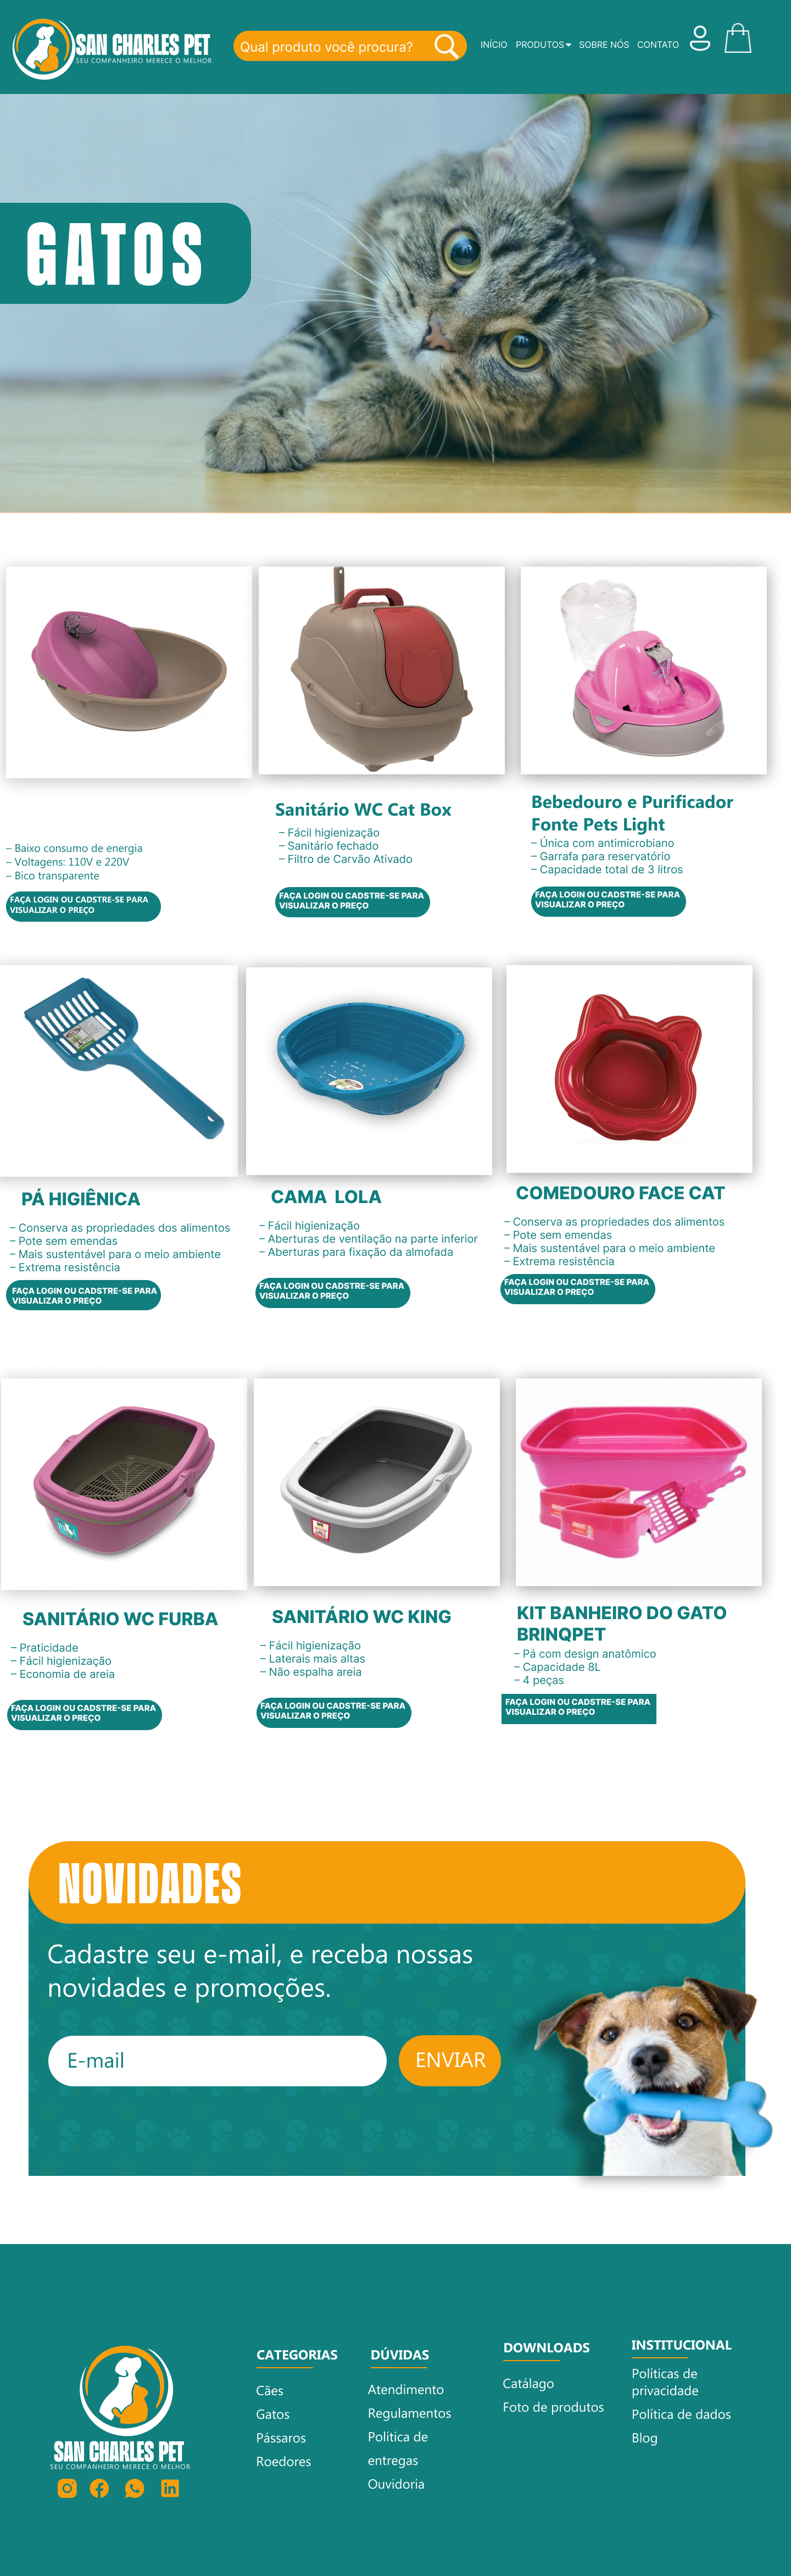 SAN CHARLES PET
SEU COMPANHEIRO MERECE O MELHOR
Qual produto você procura?
INÍCIO PRODUTOS SOBRE NÓS CONTATO
GATOS
– Baixo consumo de energia
– Voltagens: 110V e 220V
– Bico transparente
FAÇA LOGIN OU CADSTRE-SE PARA
VISUALIZAR O PREÇO
Sanitário WC Cat Box
– Fácil higienização
– Sanitário fechado
– Filtro de Carvão Ativado
FAÇA LOGIN OU CADSTRE-SE PARA
VISUALIZAR O PREÇO
Bebedouro e Purificador
Fonte Pets Light
– Única com antimicrobiano
– Garrafa para reservatório
– Capacidade total de 3 litros
FAÇA LOGIN OU CADSTRE-SE PARA
VISUALIZAR O PREÇO
PÁ HIGIÊNICA
– Conserva as propriedades dos alimentos
– Pote sem emendas
– Mais sustentável para o meio ambiente
– Extrema resistência
FAÇA LOGIN OU CADSTRE-SE PARA
VISUALIZAR O PREÇO
CAMA LOLA
– Fácil higienização
– Aberturas de ventilação na parte inferior
– Aberturas para fixação da almofada
FAÇA LOGIN OU CADSTRE-SE PARA
VISUALIZAR O PREÇO
COMEDOURO FACE CAT
– Conserva as propriedades dos alimentos
– Pote sem emendas
– Mais sustentável para o meio ambiente
– Extrema resistência
FAÇA LOGIN OU CADSTRE-SE PARA
VISUALIZAR O PREÇO
SANITÁRIO WC FURBA
– Praticidade
– Fácil higienização
– Economia de areia
FAÇA LOGIN OU CADSTRE-SE PARA
VISUALIZAR O PREÇO
SANITÁRIO WC KING
– Fácil higienização
– Laterais mais altas
– Não espalha areia
FAÇA LOGIN OU CADSTRE-SE PARA
VISUALIZAR O PREÇO
KIT BANHEIRO DO GATO
BRINQPET
– Pá com design anatômico
– Capacidade 8L
– 4 peças
FAÇA LOGIN OU CADSTRE-SE PARA
VISUALIZAR O PREÇO
NOVIDADES
Cadastre seu e-mail, e receba nossas
novidades e promoções.
E-mail
ENVIAR
SAN CHARLES PET
SEU COMPANHEIRO MERECE O MELHOR
CATEGORIAS
Cães
Gatos
Pássaros
Roedores
DÚVIDAS
Atendimento
Regulamentos
Política de
entregas
Ouvidoria
DOWNLOADS
Catálago
Foto de produtos
INSTITUCIONAL
Políticas de
privacidade
Política de dados
Blog